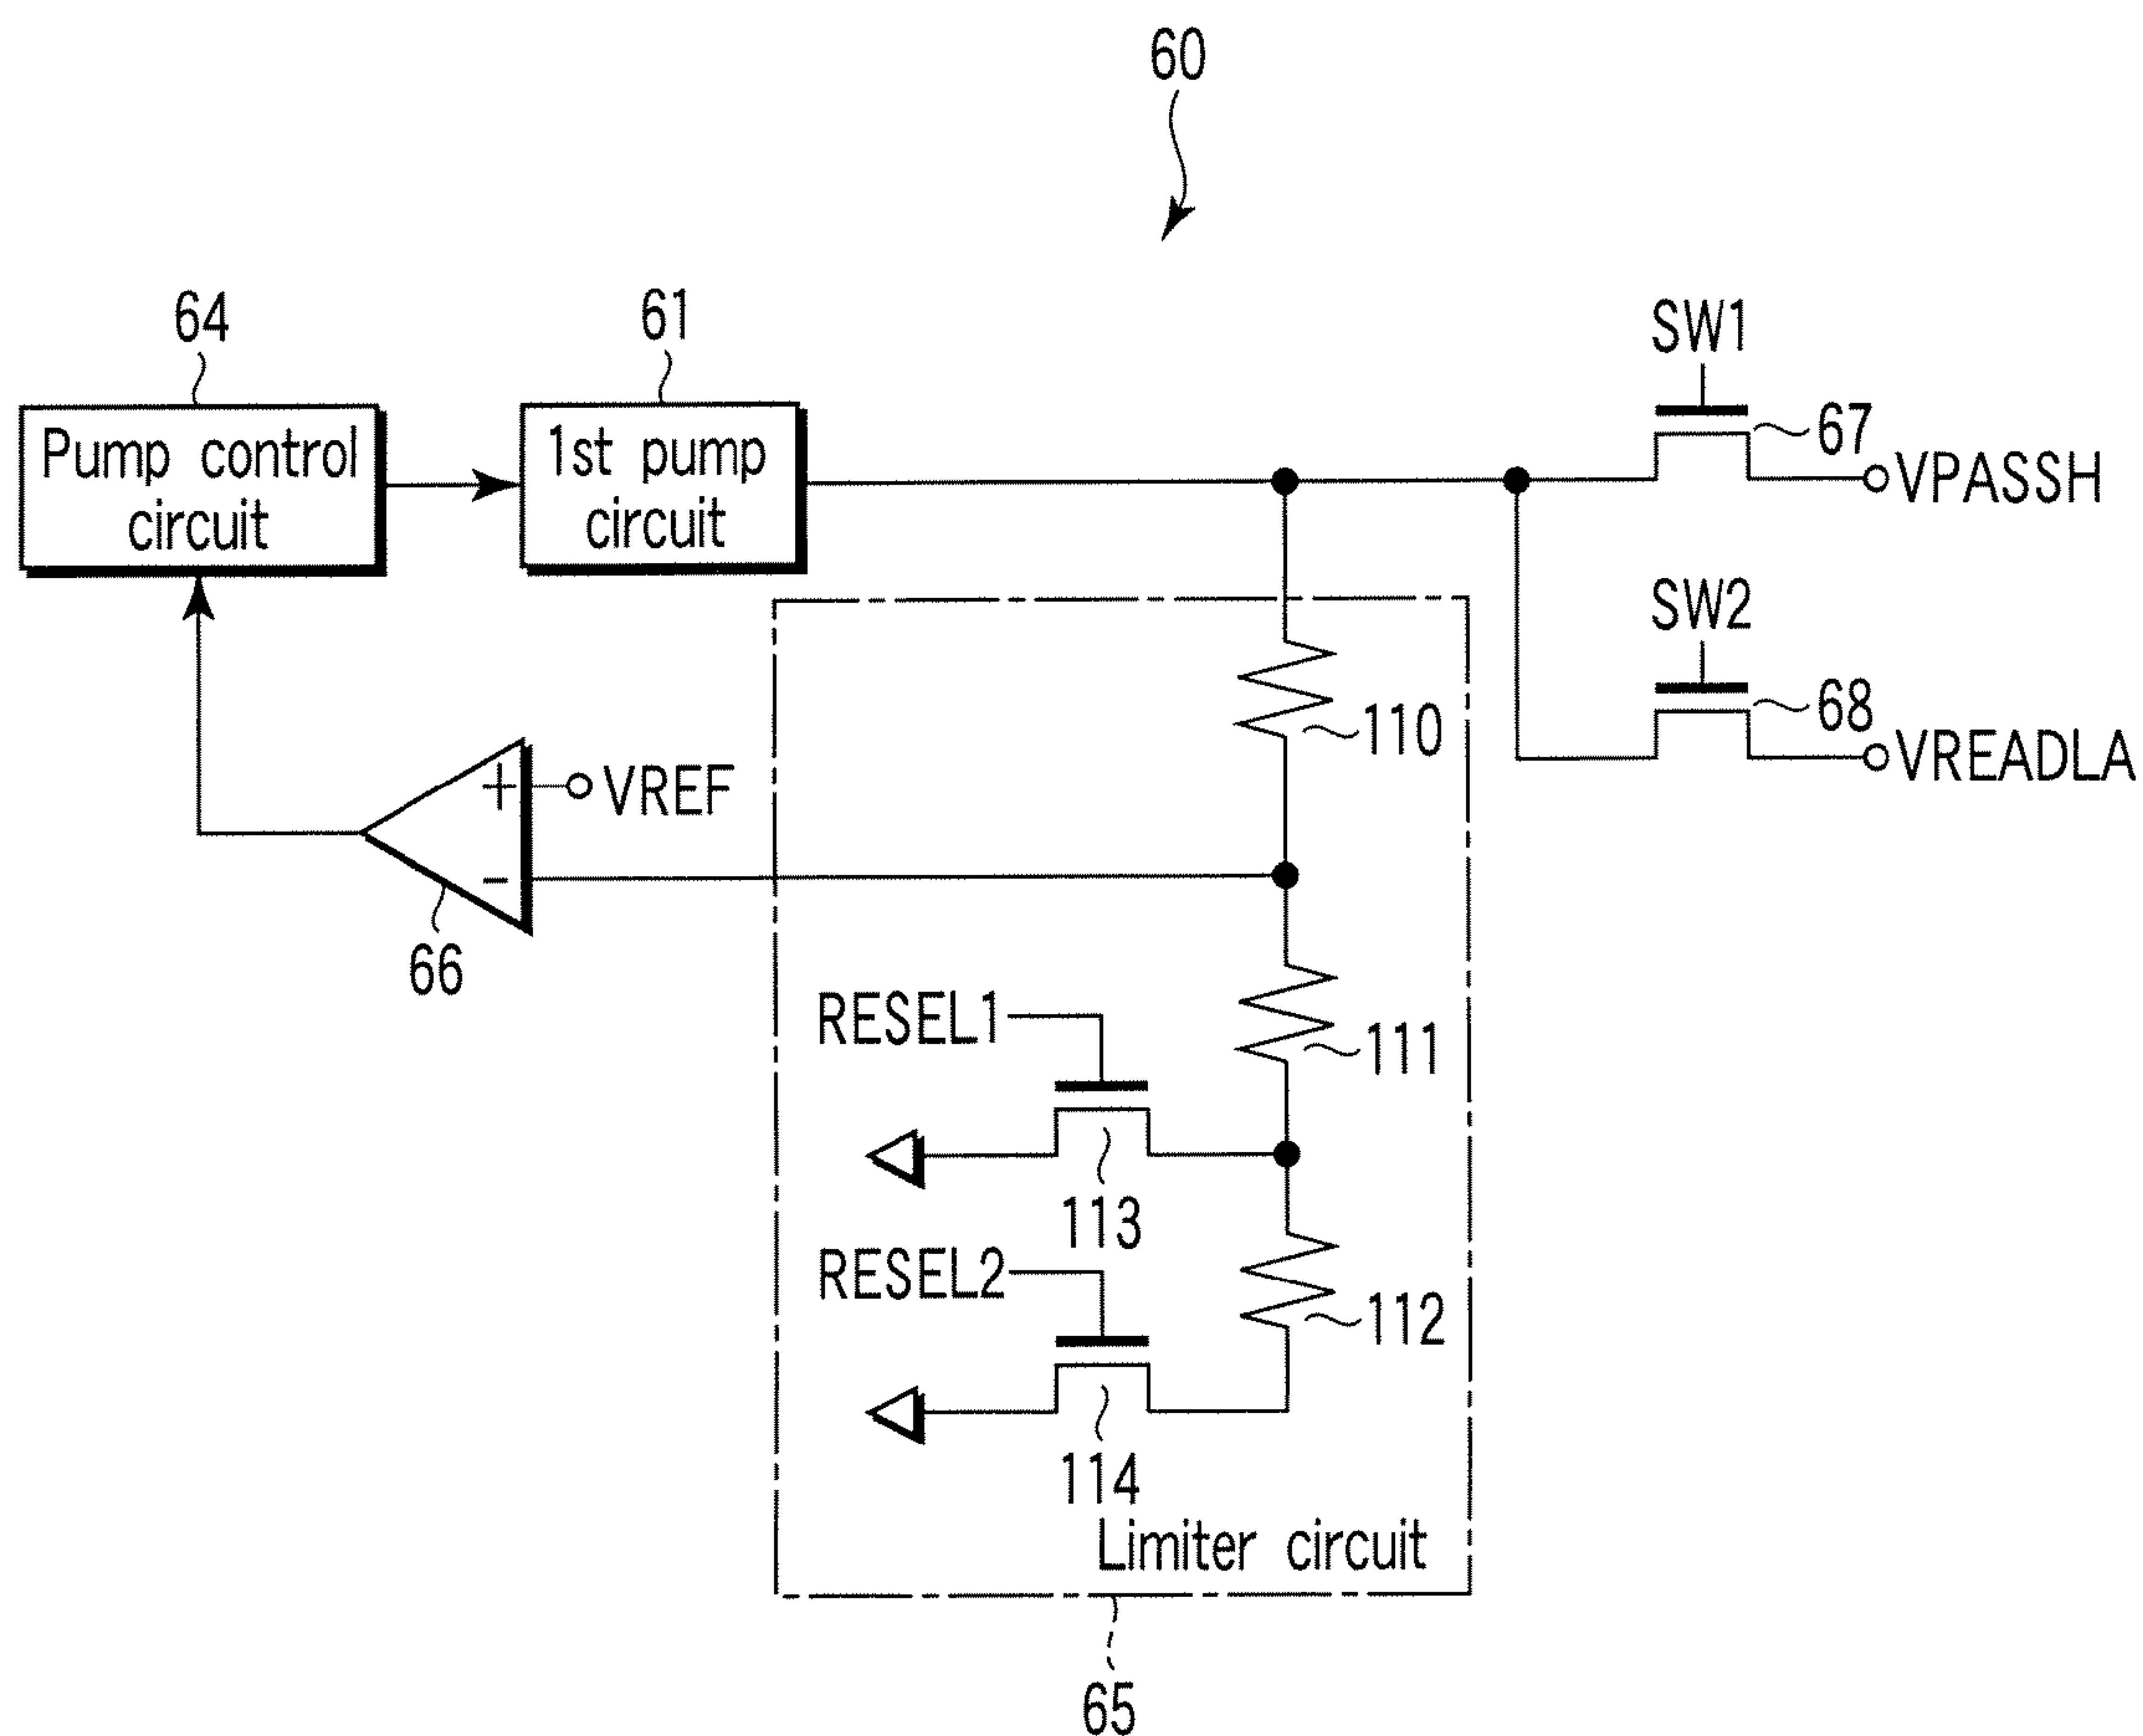 60
64
61
SW1
Pump control
circuit
1st pump
circuit
67
VPASSH
SW2
68
VREADLA
110
+
VREF
-
66
RESEL1
111
113
RESEL2
112
114
Limiter circuit
65